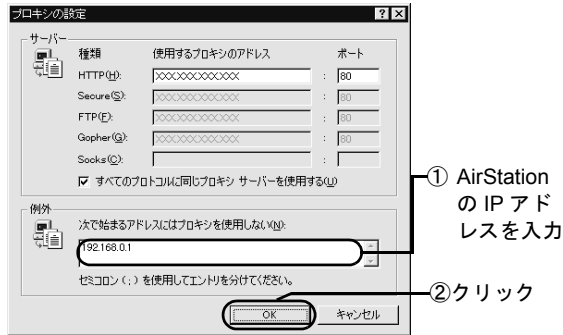 プロキシの設定
サーバー
種類 使用するプロキシのアドレス ポート
HTTP(H): XXX.XXX.XXX.XXX : 80
Secure(S): XXX.XXX.XXX.XXX : 80
FTP(F): XXX.XXX.XXX.XXX : 80
Gopher(G): XXX.XXX.XXX.XXX : 80
Socks(C): :
すべてのプロトコルに同じプロキシ サーバーを使用する(U)
例外
次で始まるアドレスにはプロキシを使用しない(N):
192.168.0.1
セミコロン ( ; ) を使用してエントリを分けてください。
OK キャンセル
① AirStation
の IP アド
レスを入力
②クリック